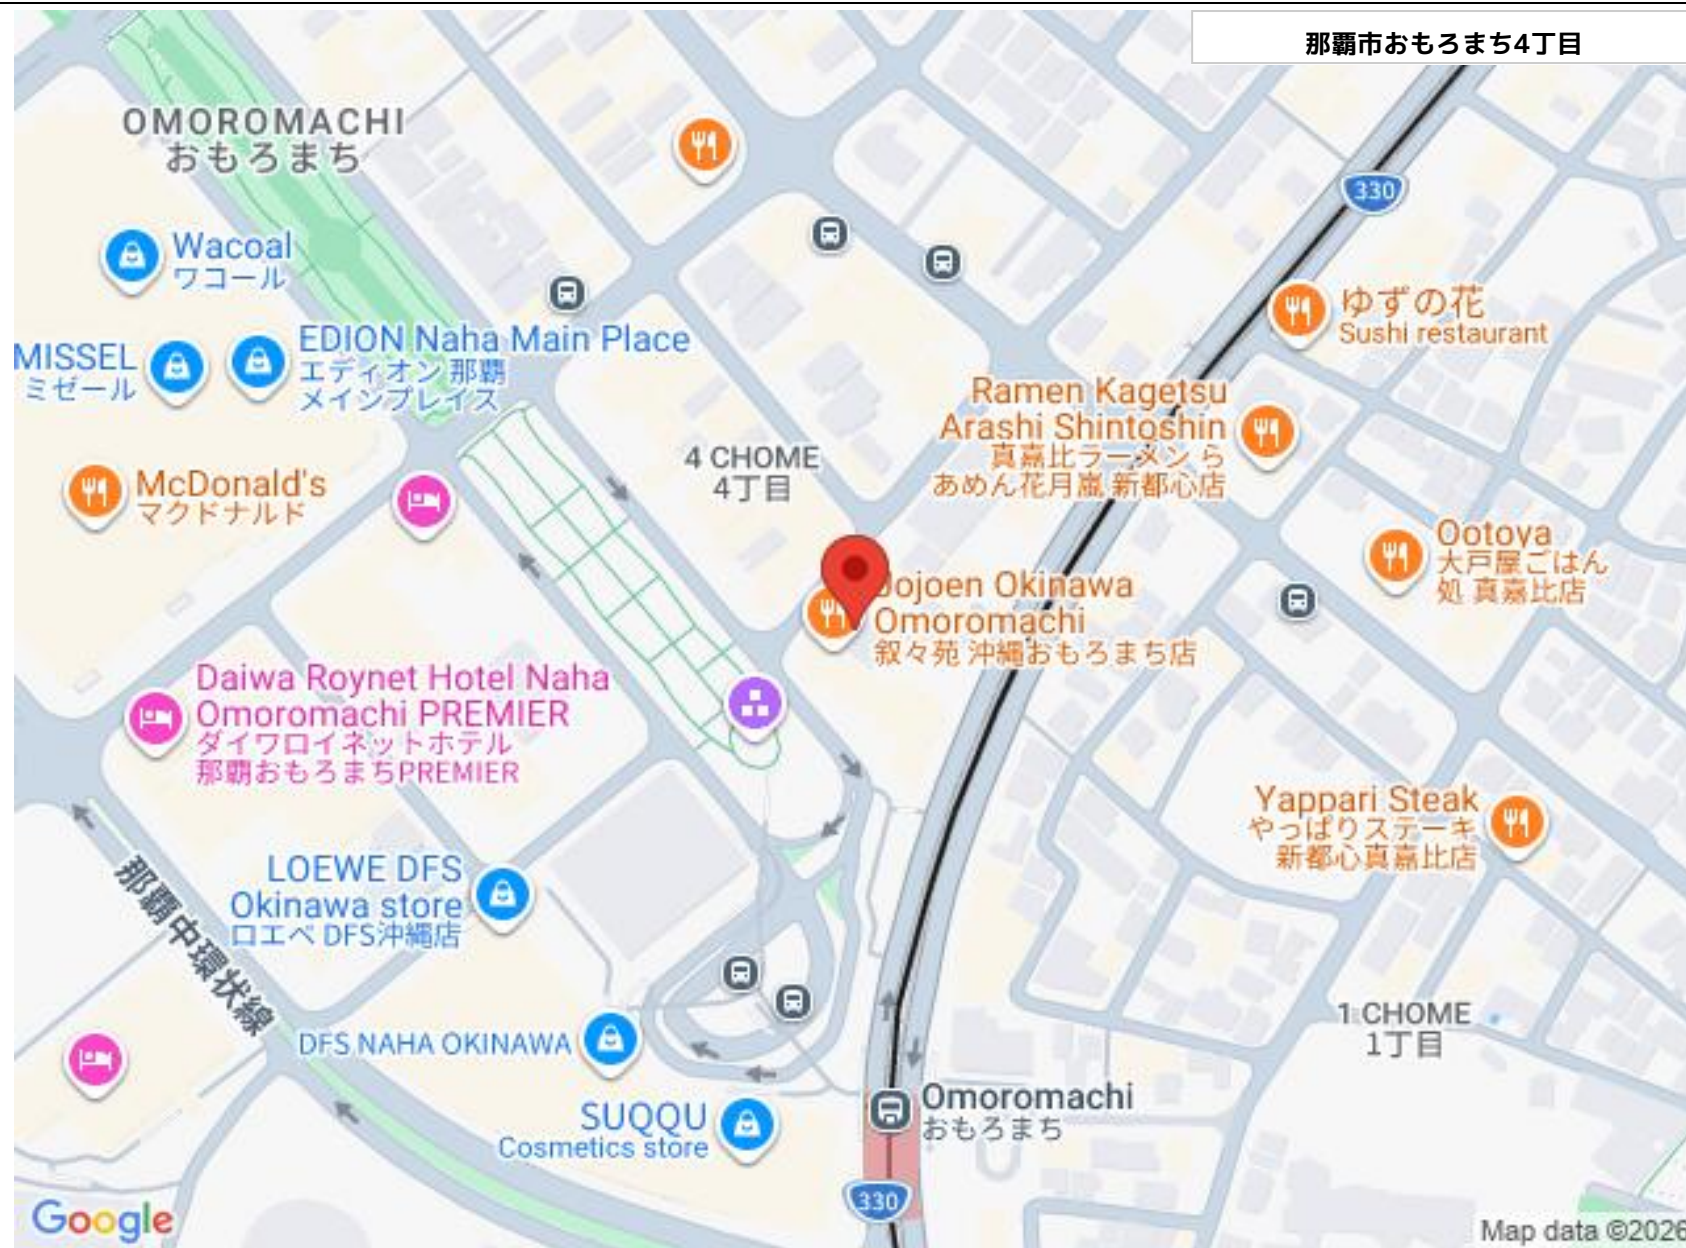 那覇市おもろまち4丁目
OMOROMACHI
おもろまち
330
Wacoal
ワコール
ゆずの花
Sushi restaurant
EDION Naha Main Place
エディオン 那覇
メインプレイス
MISSEL
ミゼール
Ramen Kagetsu
Arashi Shintoshin
真嘉比ラーメン ら
あめん花月嵐 新都心店
4 CHOME
4丁目
McDonald's
マクドナルド
Ootoya
大戸屋ごはん
処 真嘉比店
Jojoen Okinawa
Omoromachi
叙々苑 沖縄おもろまち店
Daiwa Roynet Hotel Naha
Omoromachi PREMIER
ダイワロイネットホテル
那覇おもろまちPREMIER
Yappari Steak
やっぱりステーキ
新都心真嘉比店
LOEWE DFS
Okinawa store
ロエベ DFS沖縄店
那覇中環状線
1 CHOME
1丁目
DFS NAHA OKINAWA
Omoromachi
おもろまち
SUQQU
Cosmetics store
330
Google
Map data ©2026